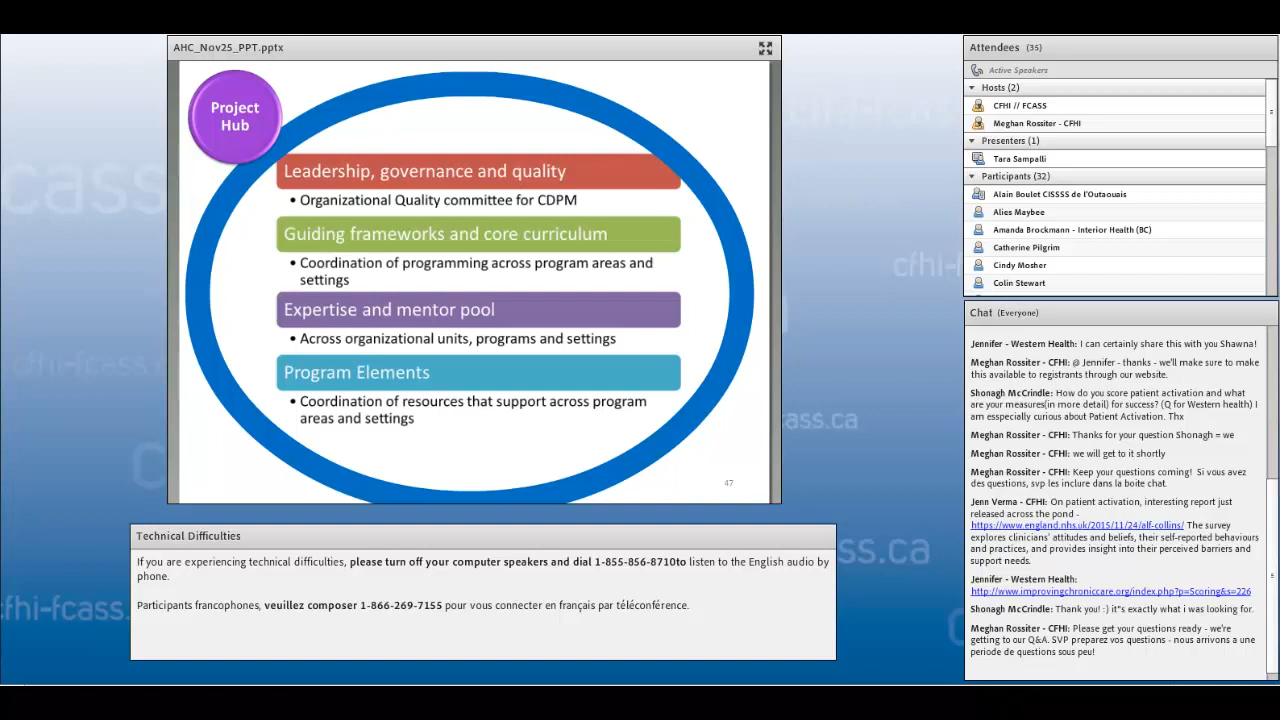 AHC_Nov25_PPT.pptx
Project
Hub
Leadership, governance and quality
• Organizational Quality committee for CDPM
Guiding frameworks and core curriculum
• Coordination of programming across program areas and
settings
Expertise and mentor pool
• Across organizational units, programs and settings
Program Elements
• Coordination of resources that support across program
areas and settings
47
Technical Difficulties
If you are experiencing technical difficulties, please turn off your computer speakers and dial 1-855-856-8710to listen to the English audio by
phone.
Participants francophones, veuillez composer 1-866-269-7155 pour vous connecter en français par téléconférence.
Attendees (35)
Active Speakers
Hosts (2)
CFHI // FCASS
Meghan Rossiter - CFHI
Presenters (1)
Tara Sampalli
Participants (32)
Alain Boulet CISSSS de l'Outaouais
Alies Maybee
Amanda Brockmann - Interior Health (BC)
Catherine Pilgrim
Cindy Mosher
Colin Stewart
Chat (Everyone)
Jennifer - Western Health: I can certainly share this with you Shawna!
Meghan Rossiter - CFHI: @ Jennifer - thanks - we'll make sure to make
this available to registrants through our website.
Shonagh McCrindle: How do you score patient activation and what
are your measures(in more detail) for success? (Q for Western health) I
am esspecially curious about Patient Activation. Thx
Meghan Rossiter - CFHI: Thanks for your question Shonagh = we
Meghan Rossiter - CFHI: we will get to it shortly
Meghan Rossiter - CFHI: Keep your questions coming! Si vous avez
des questions, svp les inclure dans la boite chat.
Jenn Verma - CFHI: On patient activation, interesting report just
released across the pond -
https://www.england.nhs.uk/2015/11/24/alf-collins/ The survey
explores clinicians' attitudes and beliefs, their self-reported behaviours
and practices, and provides insight into their perceived barriers and
support needs.
Jennifer - Western Health:
http://www.improvingchroniccare.org/index.php?p=Scoring&s=226
Shonagh McCrindle: Thank you! :) it"s exactly what i was looking for.
Meghan Rossiter - CFHI: Please get your questions ready - we're
getting to our Q&A. SVP preparez vos questions - nous arrivons a une
periode de questions sous peu!
cass
cfhi-f
cfhi-fcass.c
ss.ca
ss.ca
cfhi-fcass.